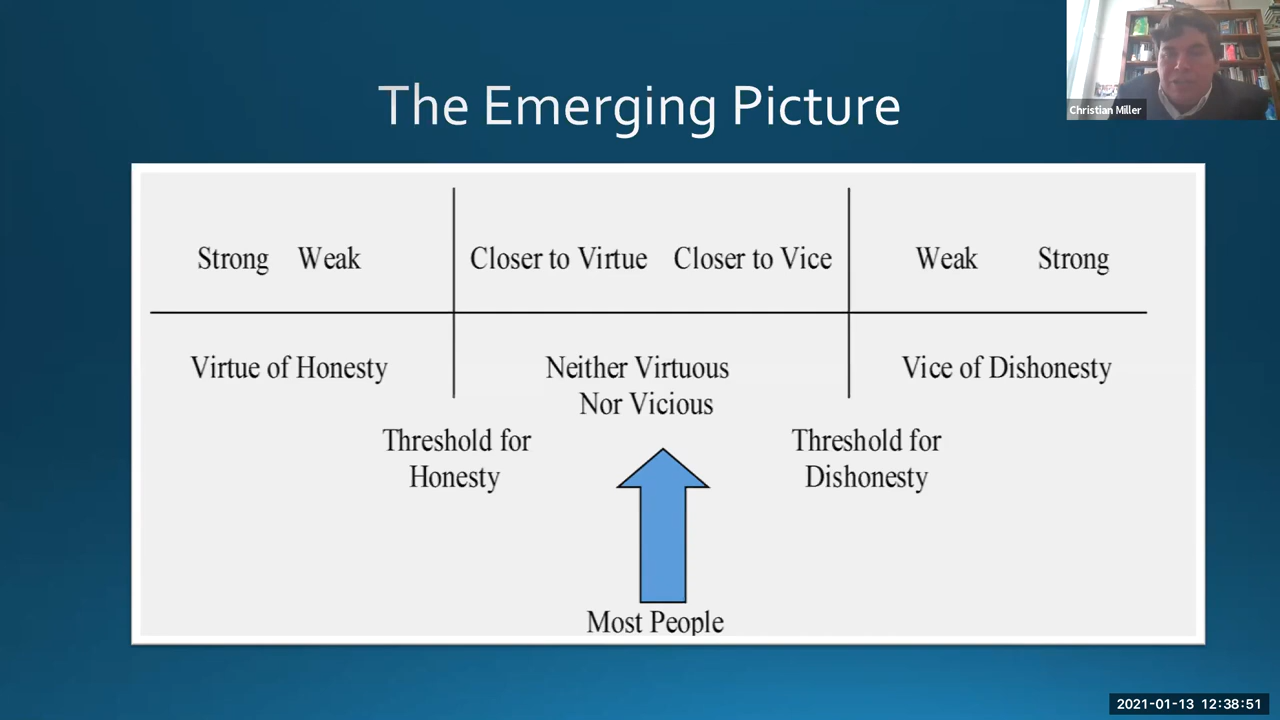 The Emerging Picture
Christian Miller
Strong Weak
Closer to Virtue Closer to Vice
Weak Strong
Virtue of Honesty
Neither Virtuous
Nor Vicious
Vice of Dishonesty
Threshold for
Honesty
Threshold for
Dishonesty
Most People
2021-01-13 12:38:51